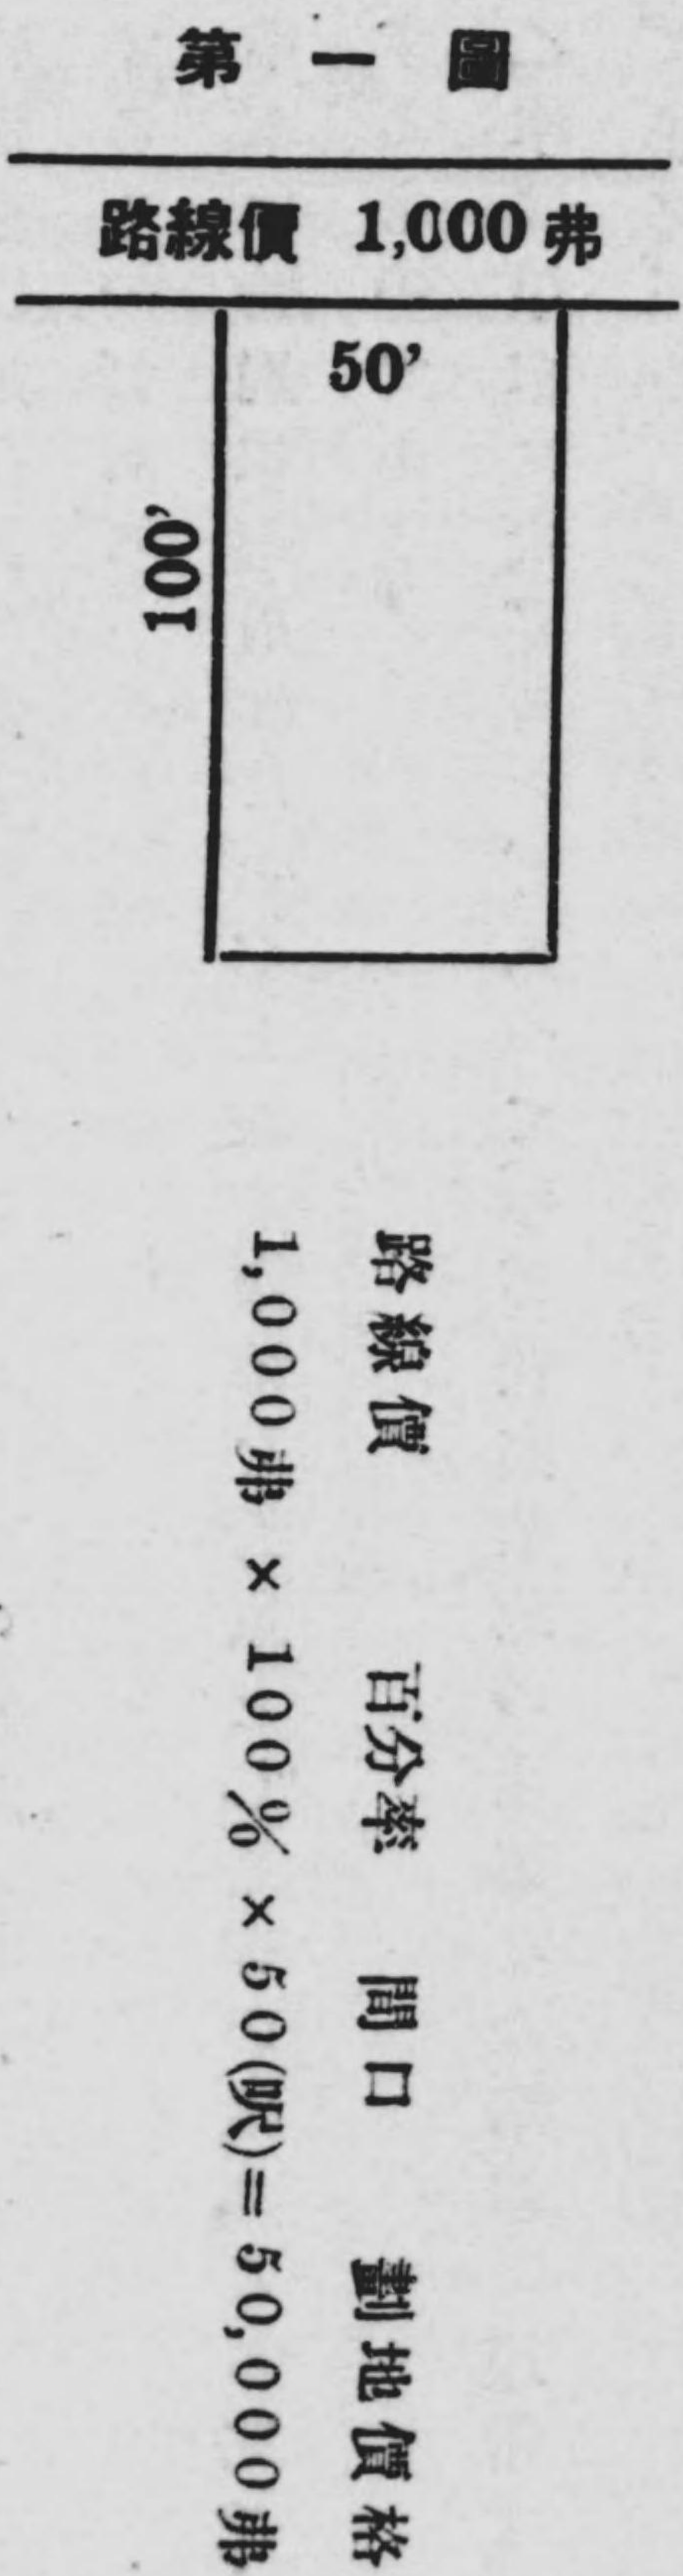 第一圖
路線價 1,000弗
50’
100’
路線價 百分率 間口 劃地價格
1,000弗 × 100% × 50(呎) = 50,000弗